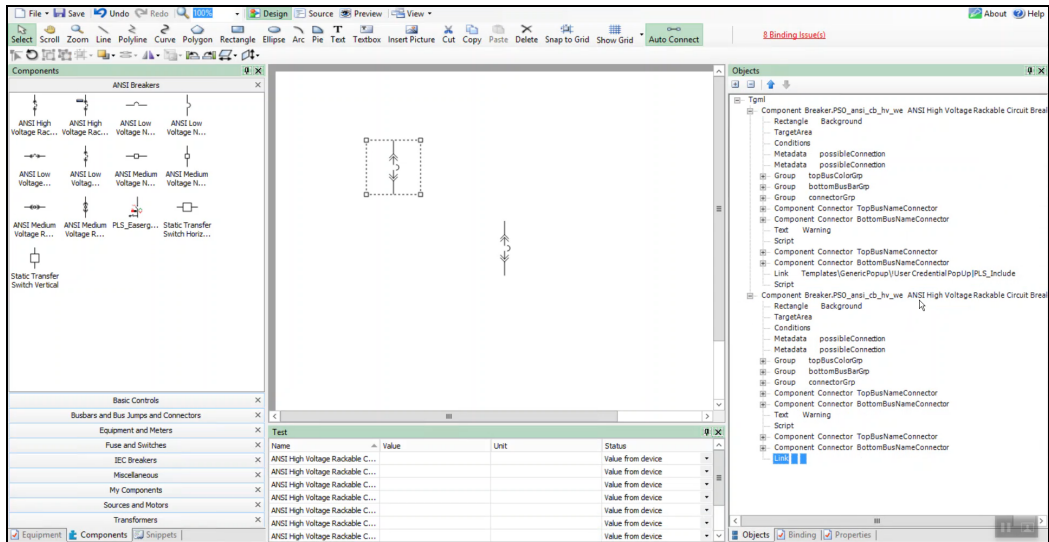 File Save Undo Redo 100% Design Source Preview View About Help
Select Scroll Zoom Line Polyline Curve Polygon Rectangle Ellipse Arc Pie Text Textbox Insert Picture Cut Copy Paste Delete Snap to Grid Show Grid Auto Connect 8 Binding Issue(s)
Components
ANSI Breakers
ANSI High Voltage Rac...
ANSI High Voltage Rac...
ANSI Low Voltage N...
ANSI Low Voltage N...
ANSI Low Voltage...
ANSI Low Voltag...
ANSI Medium Voltage N...
ANSI Medium Voltage N...
ANSI Medium Voltage R...
ANSI Medium Voltage R...
PLS_Easerg...
Static Transfer Switch Horiz...
Static Transfer Switch Vertical
Basic Controls
Busbars and Bus Jumps and Connectors
Equipment and Meters
Fuse and Switches
IEC Breakers
Miscellaneous
My Components
Sources and Motors
Transformers
Equipment Components Snippets
Test
Name Value Unit Status
ANSI High Voltage Rackable C... Value from device
ANSI High Voltage Rackable C... Value from device
ANSI High Voltage Rackable C... Value from device
ANSI High Voltage Rackable C... Value from device
ANSI High Voltage Rackable C... Value from device
ANSI High Voltage Rackable C... Value from device
ANSI High Voltage Rackable C... Value from device
Objects
Tgml
Component Breaker.PSO_ansi_cb_hv_we ANSI High Voltage Rackable Circuit Breal
Rectangle Background
TargetArea
Conditions
Metadata possibleConnection
Metadata possibleConnection
Group topBusColorGrp
Group bottomBusBarGrp
Group connectorGrp
Component Connector TopBusNameConnector
Component Connector BottomBusNameConnector
Text Warning
Script
Component Connector TopBusNameConnector
Component Connector BottomBusNameConnector
Link Templates\GenericPopup\!UserCredentialPopUp]PLS_Include
Script
Component Breaker.PSO_ansi_cb_hv_we ANSI High Voltage Rackable Circuit Breal
Rectangle Background
TargetArea
Conditions
Metadata possibleConnection
Metadata possibleConnection
Group topBusColorGrp
Group bottomBusBarGrp
Group connectorGrp
Component Connector TopBusNameConnector
Component Connector BottomBusNameConnector
Text Warning
Script
Component Connector TopBusNameConnector
Component Connector BottomBusNameConnector
Link
Objects Binding Properties